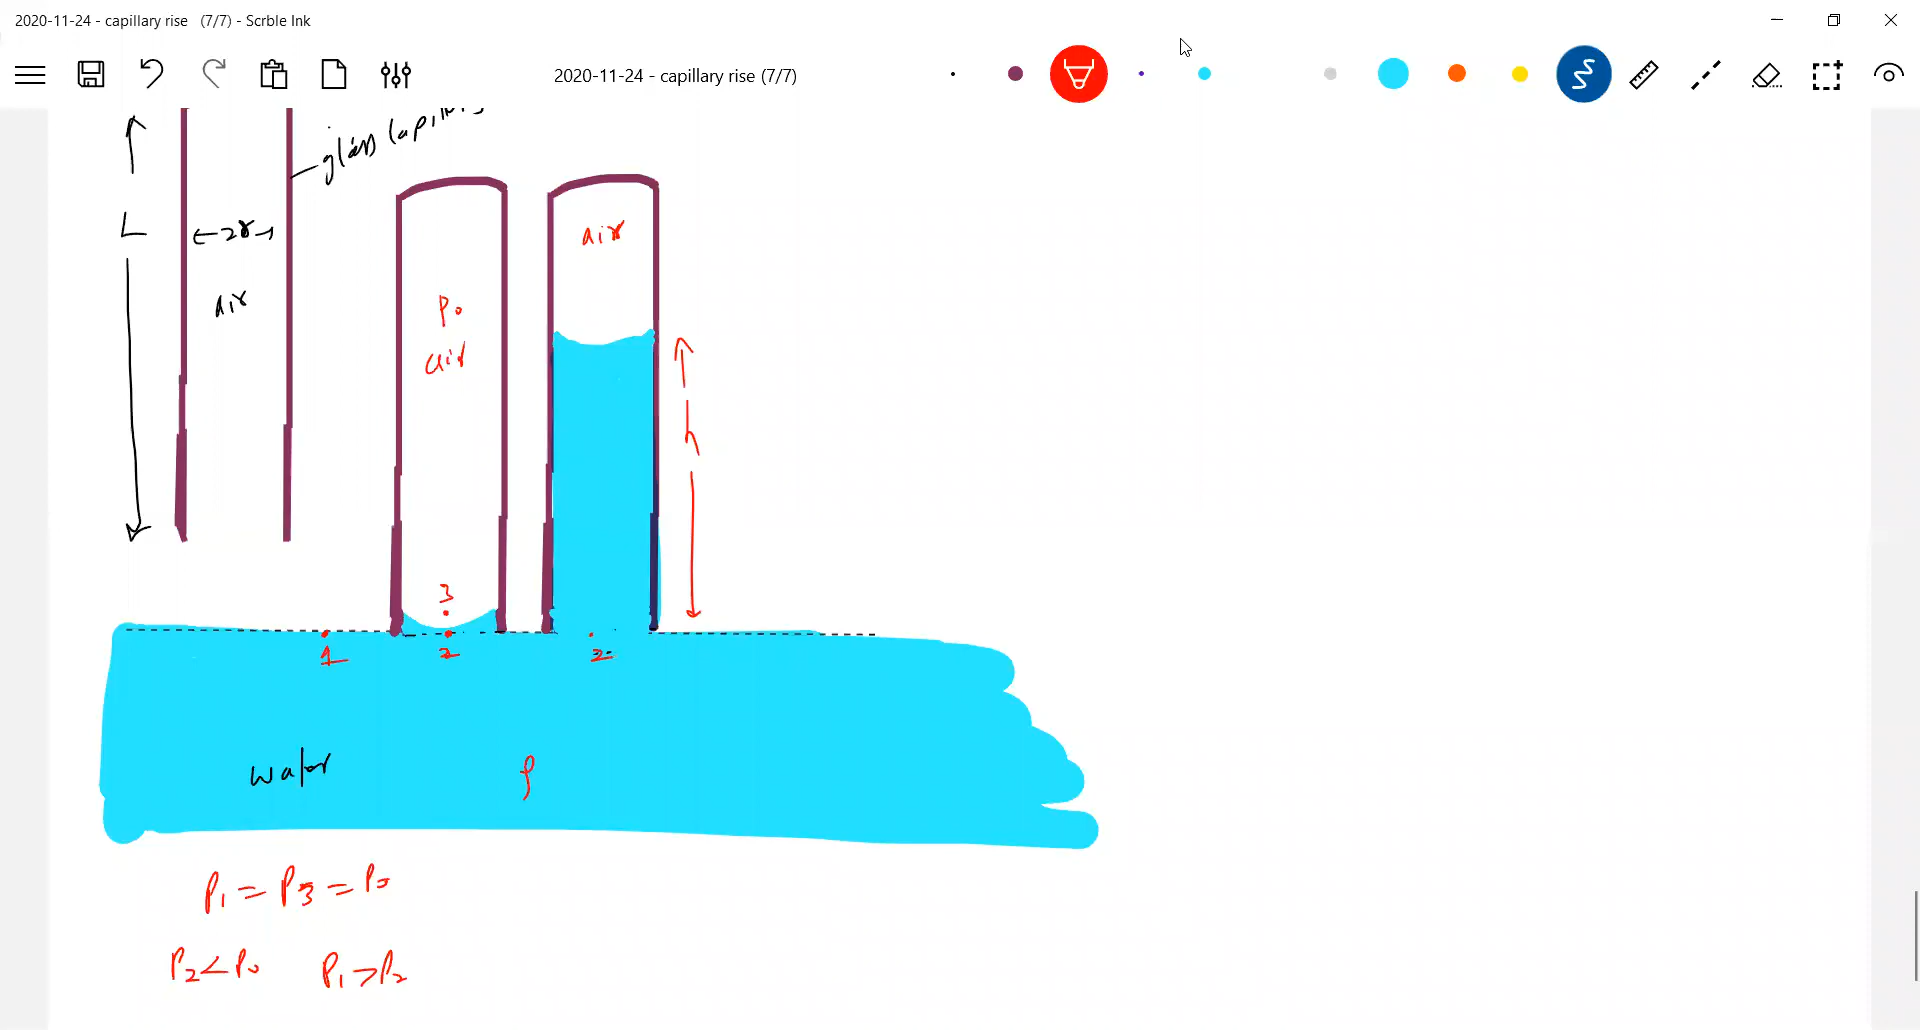 2020-11-24 - capillary rise (7/7) - Scrble Ink
2020-11-24 - capillary rise (7/7)
glass
L
2r
air
P₀
air
air
h
3
1
2
2
water
ρ
P₁ = P₃ = P₀
P₂ < P₀ P₁ > P₂